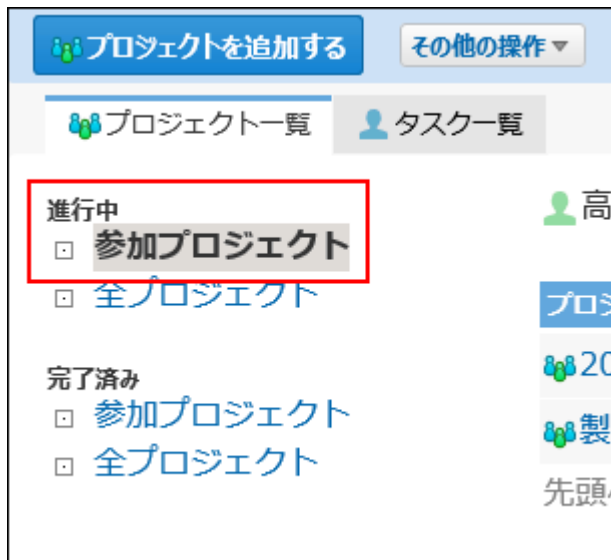 プロジェクトを追加する
その他の操作
プロジェクト一覧
タスク一覧
進行中
参加プロジェクト
全プロジェクト
完了済み
参加プロジェクト
全プロジェクト
高
プロジ
20
製
先頭